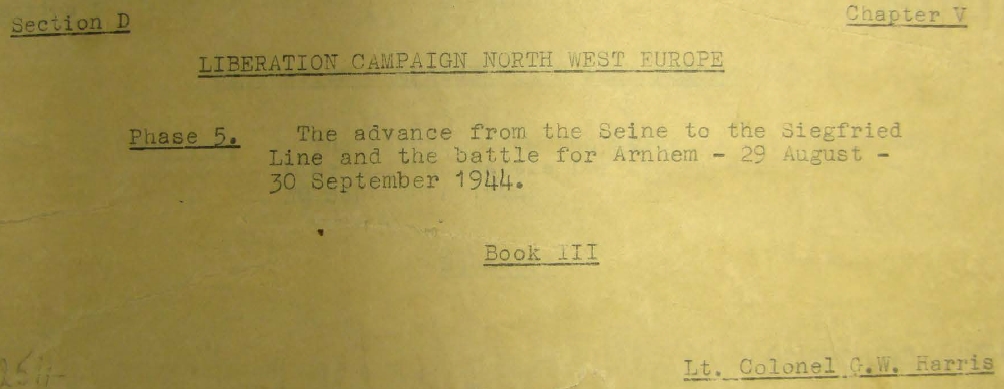 Section D
Chapter V
LIBERATION CAMPAIGN NORTH WEST EUROPE
Phase 5. The advance from the Seine to the Siegfried
Line and the battle for Arnhem - 29 August -
30 September 1944.
Book III
Lt. Colonel G.W. Harris